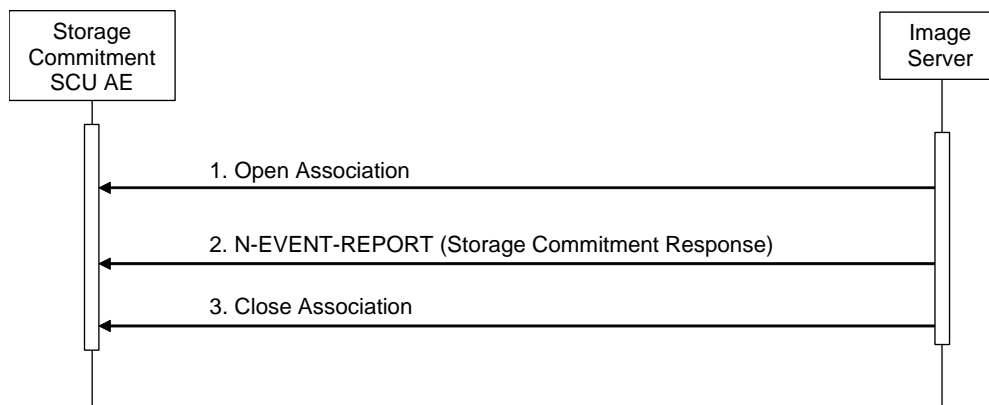 Storage
Commitment
SCU AE
Image
Server
1. Open Association
2. N-EVENT-REPORT (Storage Commitment Response)
3. Close Association